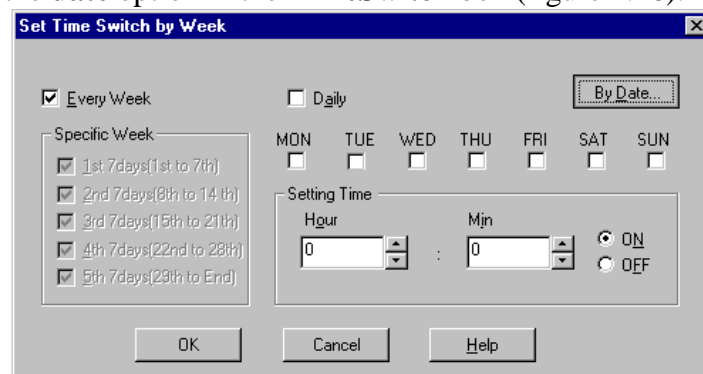 Set Time Switch by Week
Every Week
Daily
By Date...
Specific Week
1st 7days(1st to 7th)
2nd 7days(8th to 14 th)
3rd 7days(15th to 21th)
4th 7days(22nd to 28th)
5th 7days(29th to End)
MON TUE WED THU FRI SAT SUN
Setting Time
Hour Min
0 : 0
ON
OFF
OK Cancel Help